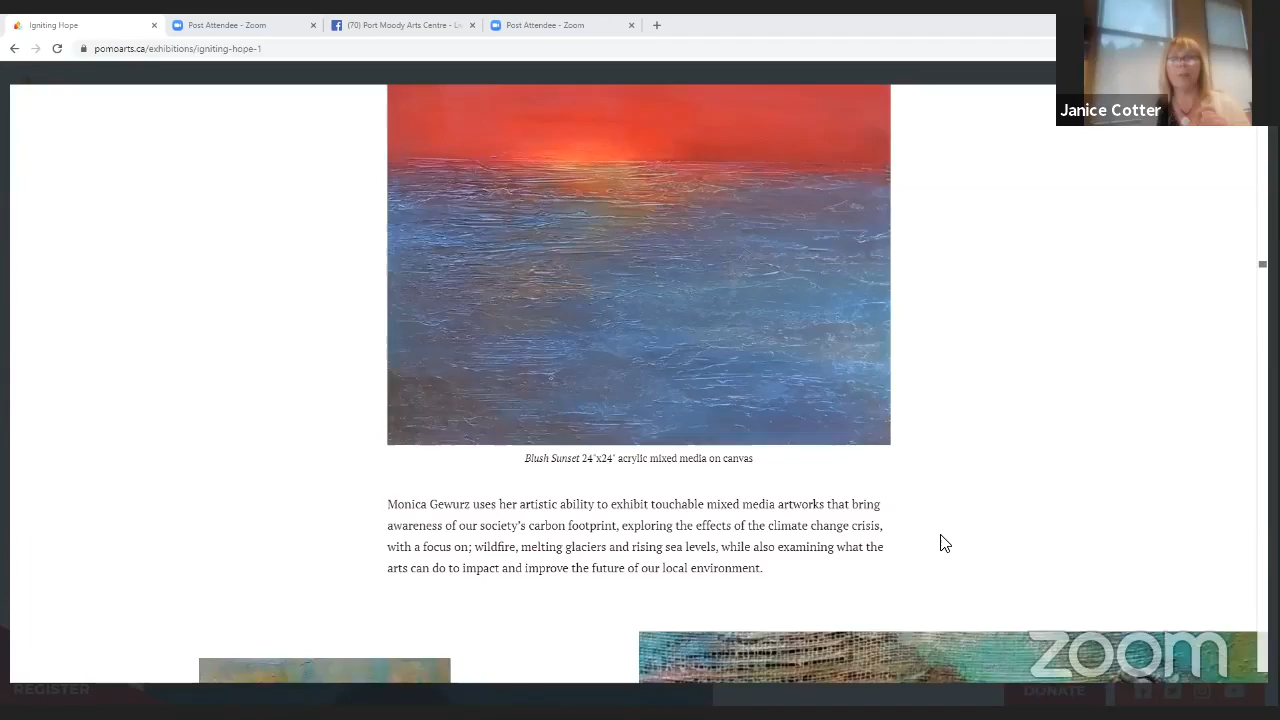 Igniting Hope
Post Attendee - Zoom
(70) Port Moody Arts Centre - Li
Post Attendee - Zoom
pomoarts.ca/exhibitions/igniting-hope-1
Janice Cotter
Blush Sunset 24"x24" acrylic mixed media on canvas
Monica Gewurz uses her artistic ability to exhibit touchable mixed media artworks that bring
awareness of our society's carbon footprint, exploring the effects of the climate change crisis,
with a focus on; wildfire, melting glaciers and rising sea levels, while also examining what the
arts can do to impact and improve the future of our local environment.
zoom
REGISTER
DONATE